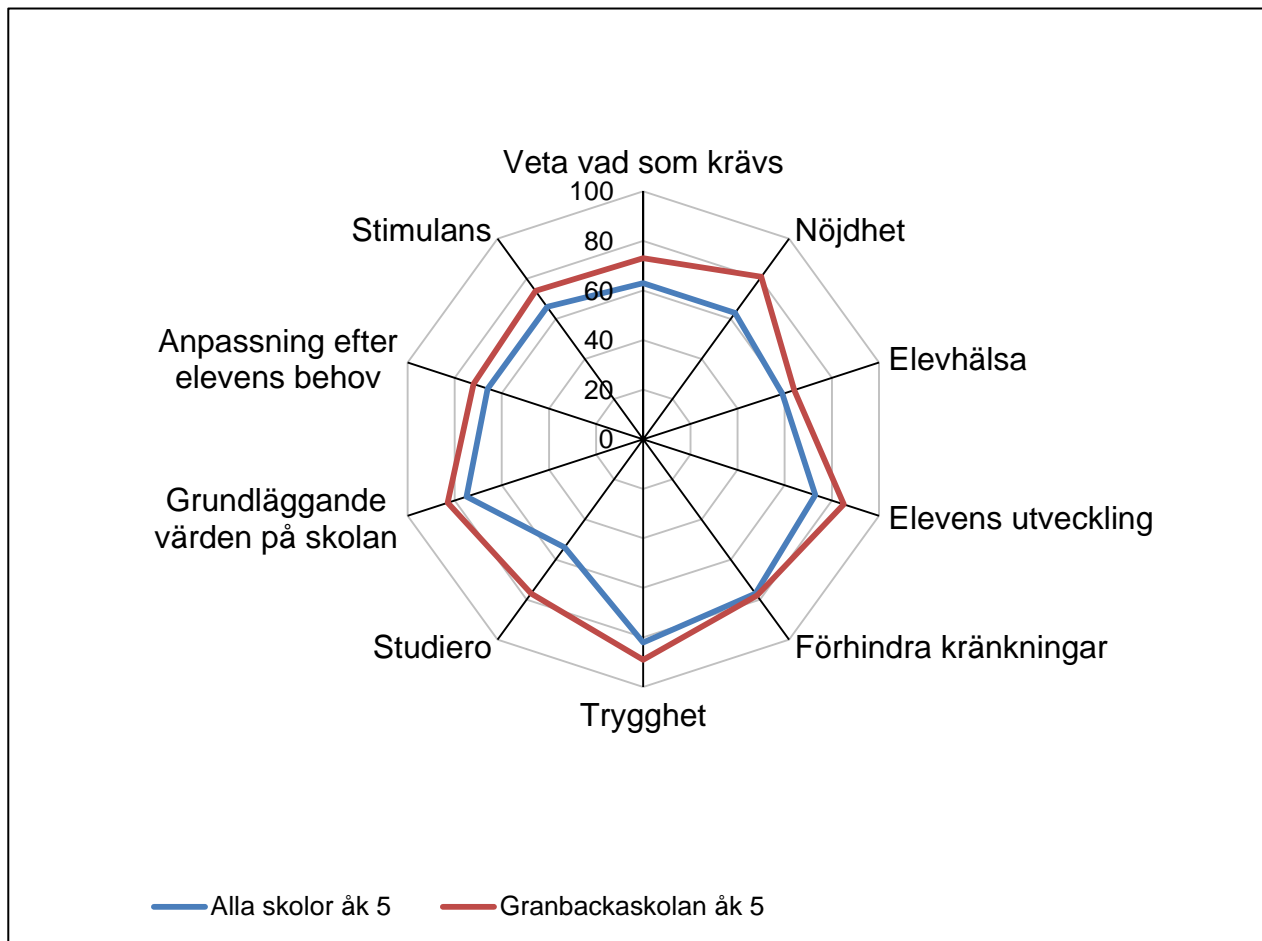 Veta vad som krävs
100
80
60
40
20
0
Nöjdhet
Elevhälsa
Elevens utveckling
Förhindra kränkningar
Trygghet
Studiero
Grundläggande
värden på skolan
Anpassning efter
elevens behov
Stimulans
Alla skolor åk 5
Granbackaskolan åk 5